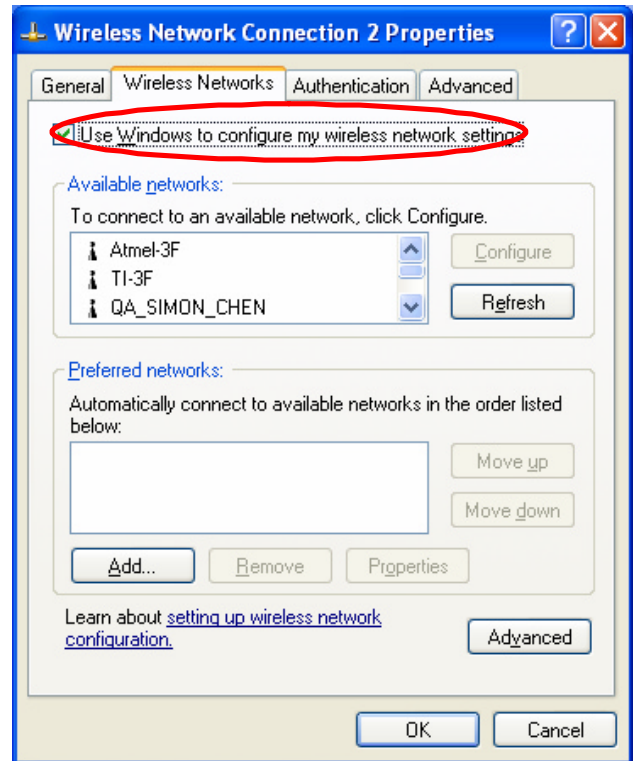 Wireless Network Connection 2 Properties
General Wireless Networks Authentication Advanced
Use Windows to configure my wireless network settings
Available networks:
To connect to an available network, click Configure.
Atmel-3F
TI-3F
QA_SIMON_CHEN
Configure
Refresh
Preferred networks:
Automatically connect to available networks in the order listed
below:
Move up
Move down
Add... Remove Properties
Learn about setting up wireless network
configuration.
Advanced
OK Cancel